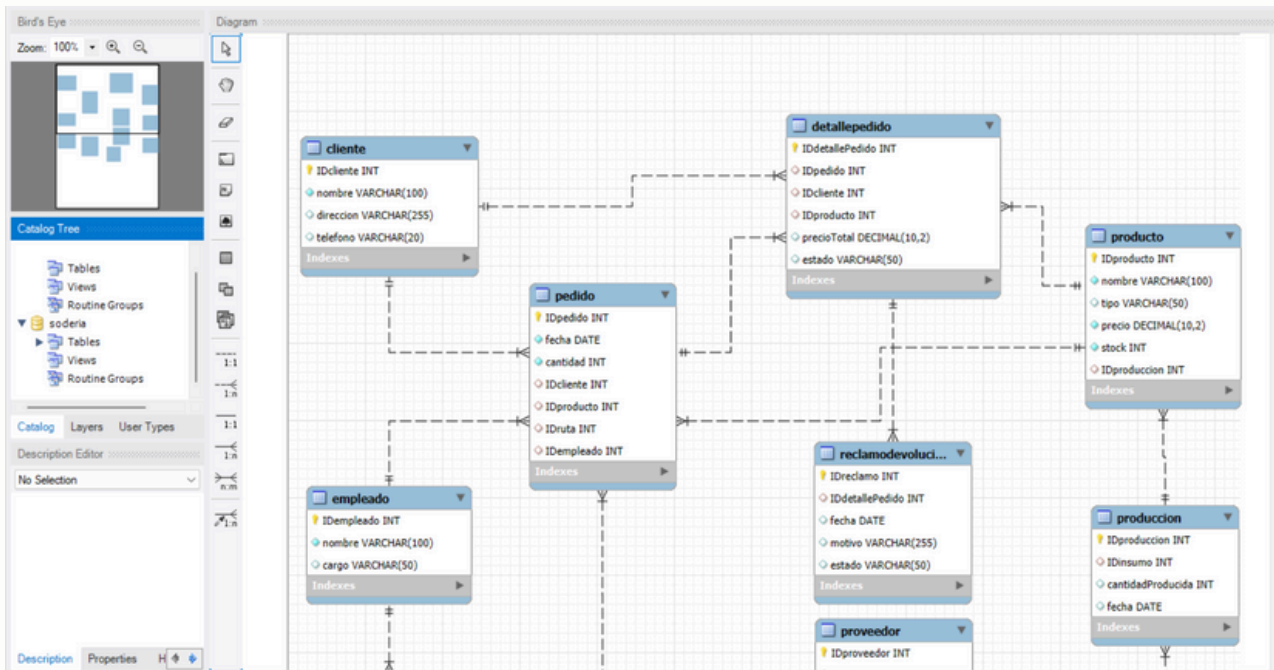 Bird's Eye
Zoom: 100%
Catalog Tree
Tables
Views
Routine Groups
soderia
Tables
Views
Routine Groups
Catalog Layers User Types
Description Editor
No Selection
Description Properties H
Diagram
1:1
1:n
1:1
1:n
n:m
1:n
cliente
IDcliente INT
nombre VARCHAR(100)
direccion VARCHAR(255)
telefono VARCHAR(20)
Indexes
pedido
IDpedido INT
fecha DATE
cantidad INT
IDcliente INT
IDproducto INT
IDruta INT
IDempleado INT
Indexes
empleado
IDempleado INT
nombre VARCHAR(100)
cargo VARCHAR(50)
Indexes
detallepedido
IDdetallePedido INT
IDpedido INT
IDcliente INT
IDproducto INT
precioTotal DECIMAL(10,2)
estado VARCHAR(50)
Indexes
producto
IDproducto INT
nombre VARCHAR(100)
tipo VARCHAR(50)
precio DECIMAL(10,2)
stock INT
IDproduccion INT
Indexes
reclamodevoluci...
IDreclamo INT
IDdetallePedido INT
fecha DATE
motivo VARCHAR(255)
estado VARCHAR(50)
Indexes
produccion
IDproduccion INT
IDinsumo INT
cantidadProducida INT
fecha DATE
Indexes
proveedor
IDproveedor INT